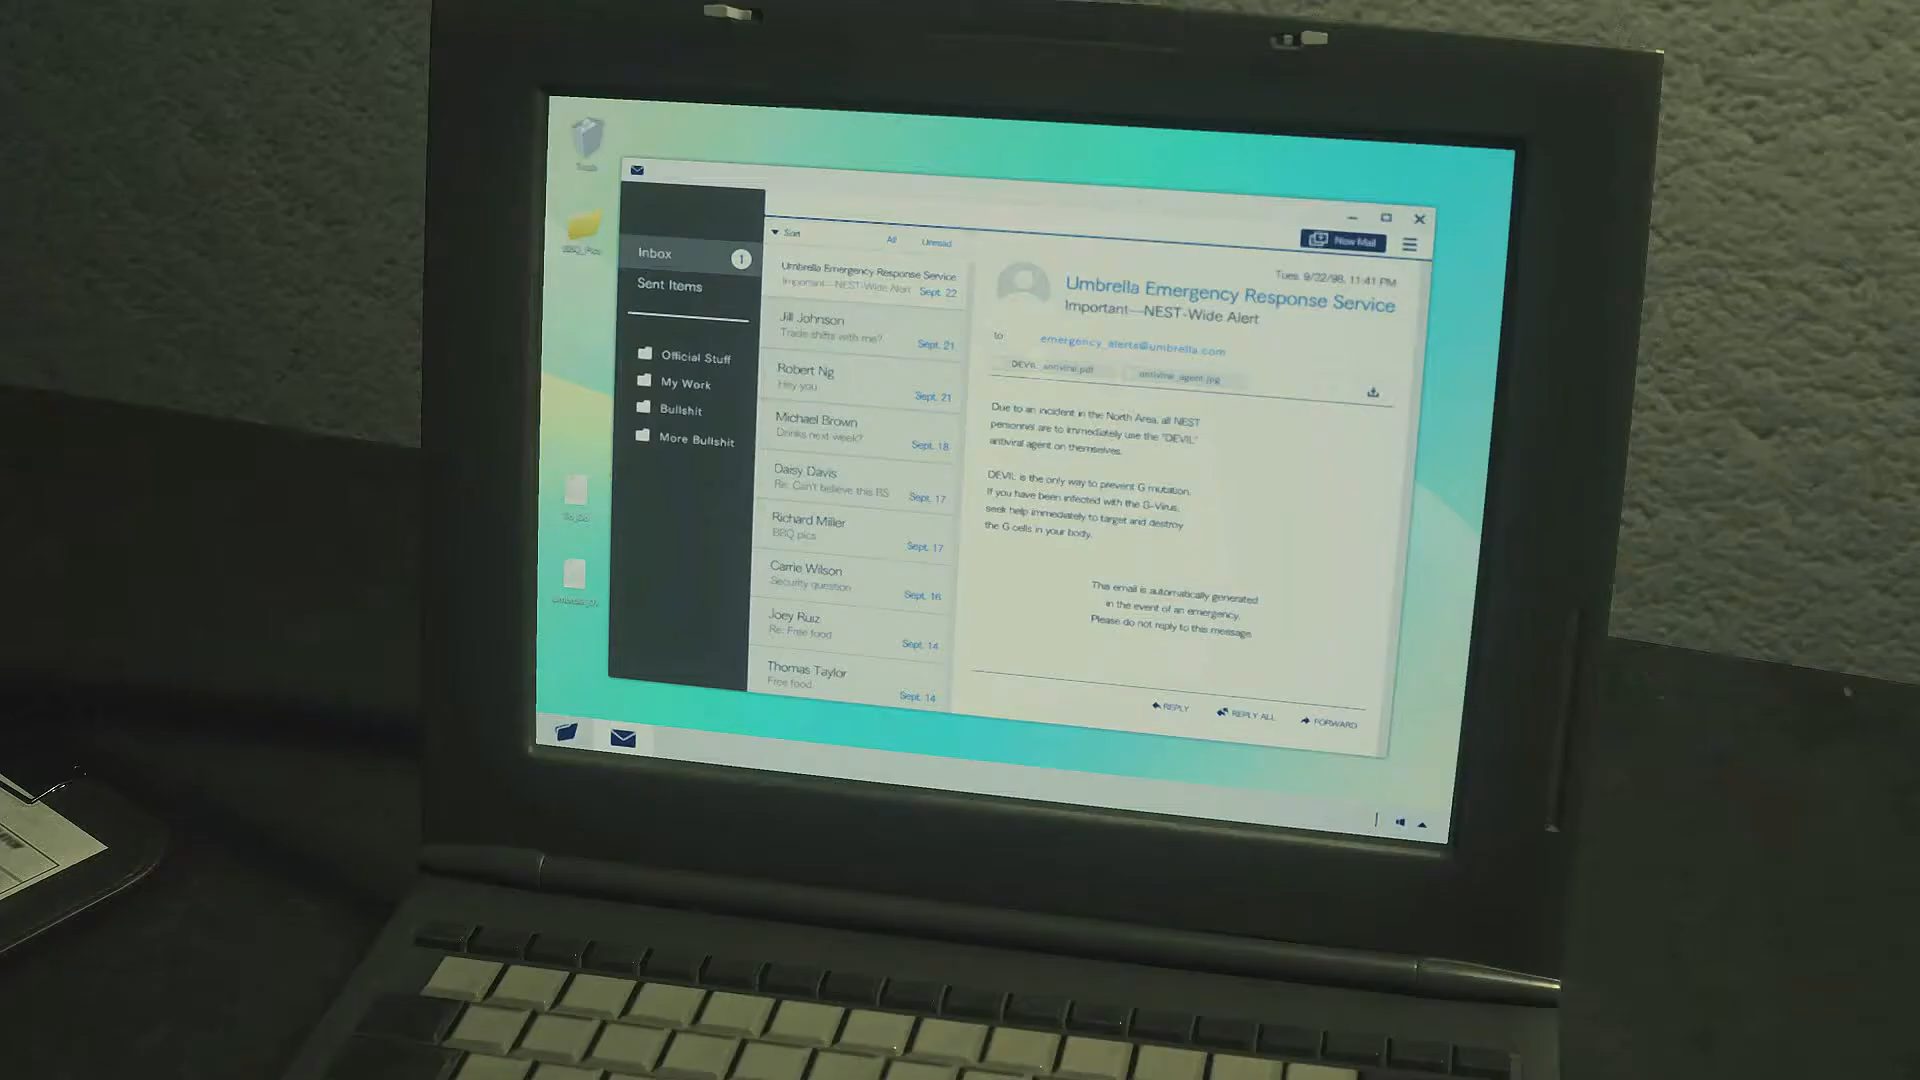 Trash
BBQ_Pics
Inbox
1
Sent Items
Official Stuff
My Work
Bullshit
More Bullshit
Sort
All
Unread
Umbrella Emergency Response Service
Important—NEST-Wide Alert
Sept. 22
Jill Johnson
Trade shifts with me?
Sept. 21
Robert Ng
Hey you
Sept. 21
Michael Brown
Drinks next week?
Sept. 18
Daisy Davis
Re: Can't believe this BS
Sept. 17
Richard Miller
BBQ pics
Sept. 17
Carrie Wilson
Security question
Sept. 16
Joey Ruiz
Re: Free food
Sept. 14
Thomas Taylor
Free food
Sept. 14
New Mail
Tues, 9/22/98, 11:41 PM
Umbrella Emergency Response Service
Important—NEST-Wide Alert
to
emergency_alerts@umbrella.com
DEVIL_antiviral.pdf
antiviral_agent.jpg
Due to an incident in the North Area, all NEST
personnel are to immediately use the "DEVIL"
antiviral agent on themselves.
DEVIL is the only way to prevent G mutation.
If you have been infected with the G-Virus,
seek help immediately to target and destroy
the G cells in your body.
This email is automatically generated
in the event of an emergency.
Please do not reply to this message.
REPLY
REPLY ALL
FORWARD